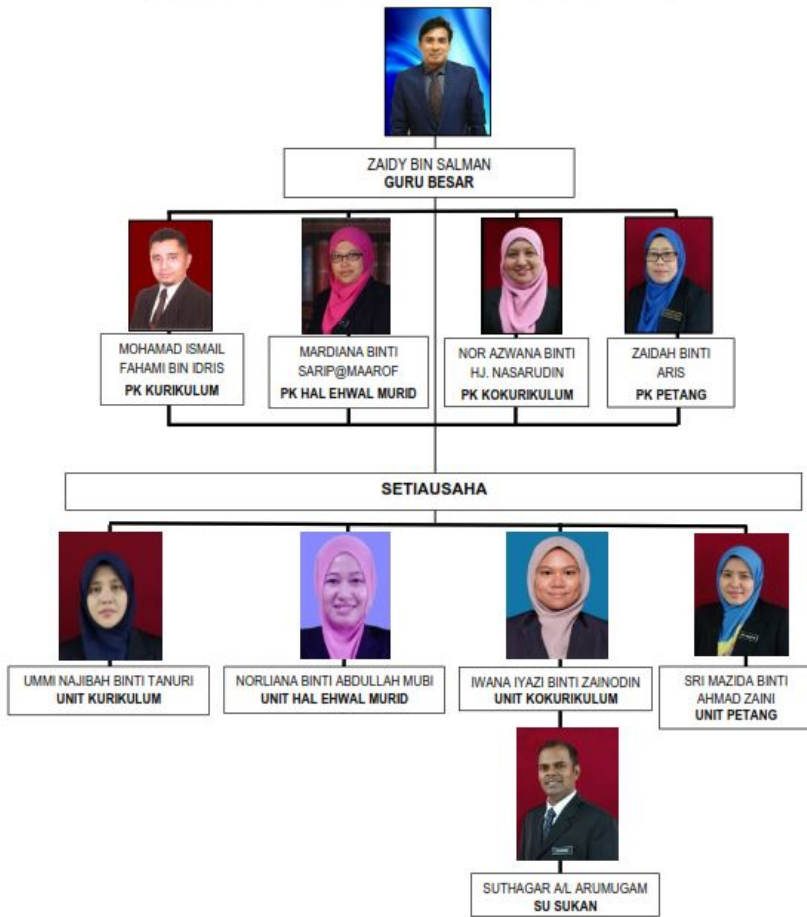 ZAIDY BIN SALMAN
GURU BESAR
MOHAMAD ISMAIL
FAHAMI BIN IDRIS
PK KURIKULUM
MARDIANA BINTI
SARIP@MAAROF
PK HAL EHWAL MURID
NOR AZWANA BINTI
HJ. NASARUDIN
PK KOKURIKULUM
ZAIDAH BINTI
ARIS
PK PETANG
SETIAUSAHA
UMMI NAJIBAH BINTI TANURI
UNIT KURIKULUM
NORLIANA BINTI ABDULLAH MUBI
UNIT HAL EHWAL MURID
IWANA IYAZI BINTI ZAINODIN
UNIT KOKURIKULUM
SRI MAZIDA BINTI
AHMAD ZAINI
UNIT PETANG
SUTHAGAR A/L ARUMUGAM
SU SUKAN